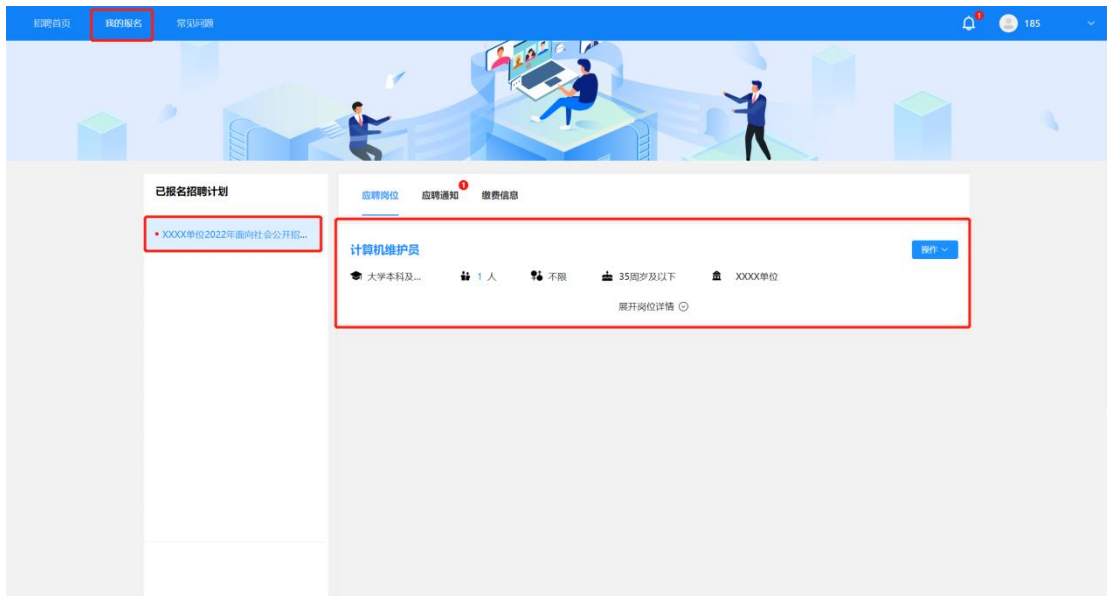 招聘首页 我的报名 常见问题 1 185
已报名招聘计划
应聘岗位 应聘通知 1 缴费信息
• XXXX单位2022年面向社会公开招...
计算机维护员 操作
大学本科及... 1 人 不限 35周岁及以下 XXXX单位
展开岗位详情